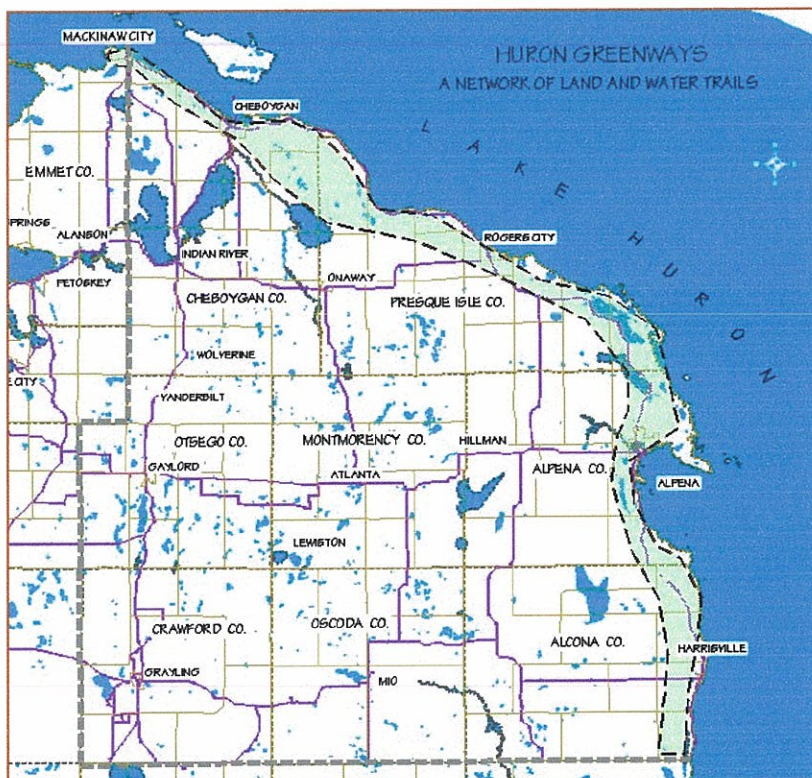 MACKINAW CITY
HURON GREENWAYS
A NETWORK OF LAND AND WATER TRAILS
CHEBOYGAN
LAKE HURON
EMMET CO.
SPRINGS
ALANSON
ROGERS CITY
INDIAN RIVER
PETOSKEY
ONAWAY
CHEBOYGAN CO.
PRESQUE ISLE CO.
WOLVERINE
E CITY
VANDERBILT
OTSEGO CO.
MONTMORENCY CO.
HILLMAN
GAYLORD
ATLANTA
ALPENA CO.
ALPENA
LEWISTON
CRAWFORD CO.
OSCODA CO.
ALCONA CO.
HARRISVILLE
GRAYLING
MIO